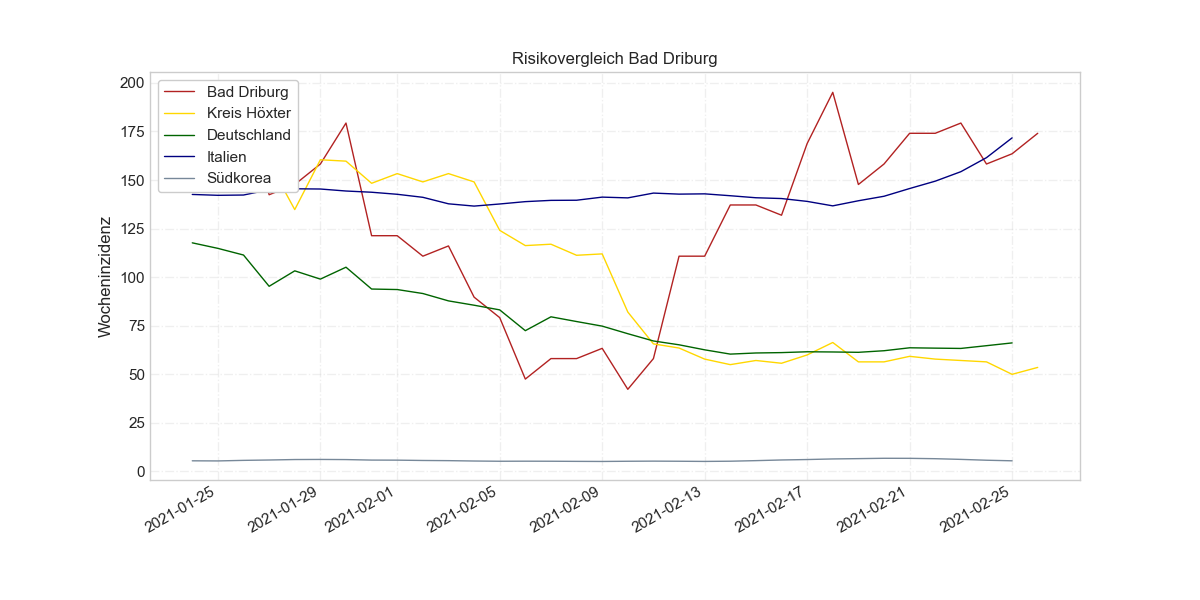 Risikovergleich Bad Driburg
Wocheninzidenz
200
175
150
125
100
75
50
25
0
Bad Driburg
Kreis Höxter
Deutschland
Italien
Südkorea
2021-01-25
2021-01-29
2021-02-01
2021-02-05
2021-02-09
2021-02-13
2021-02-17
2021-02-21
2021-02-25